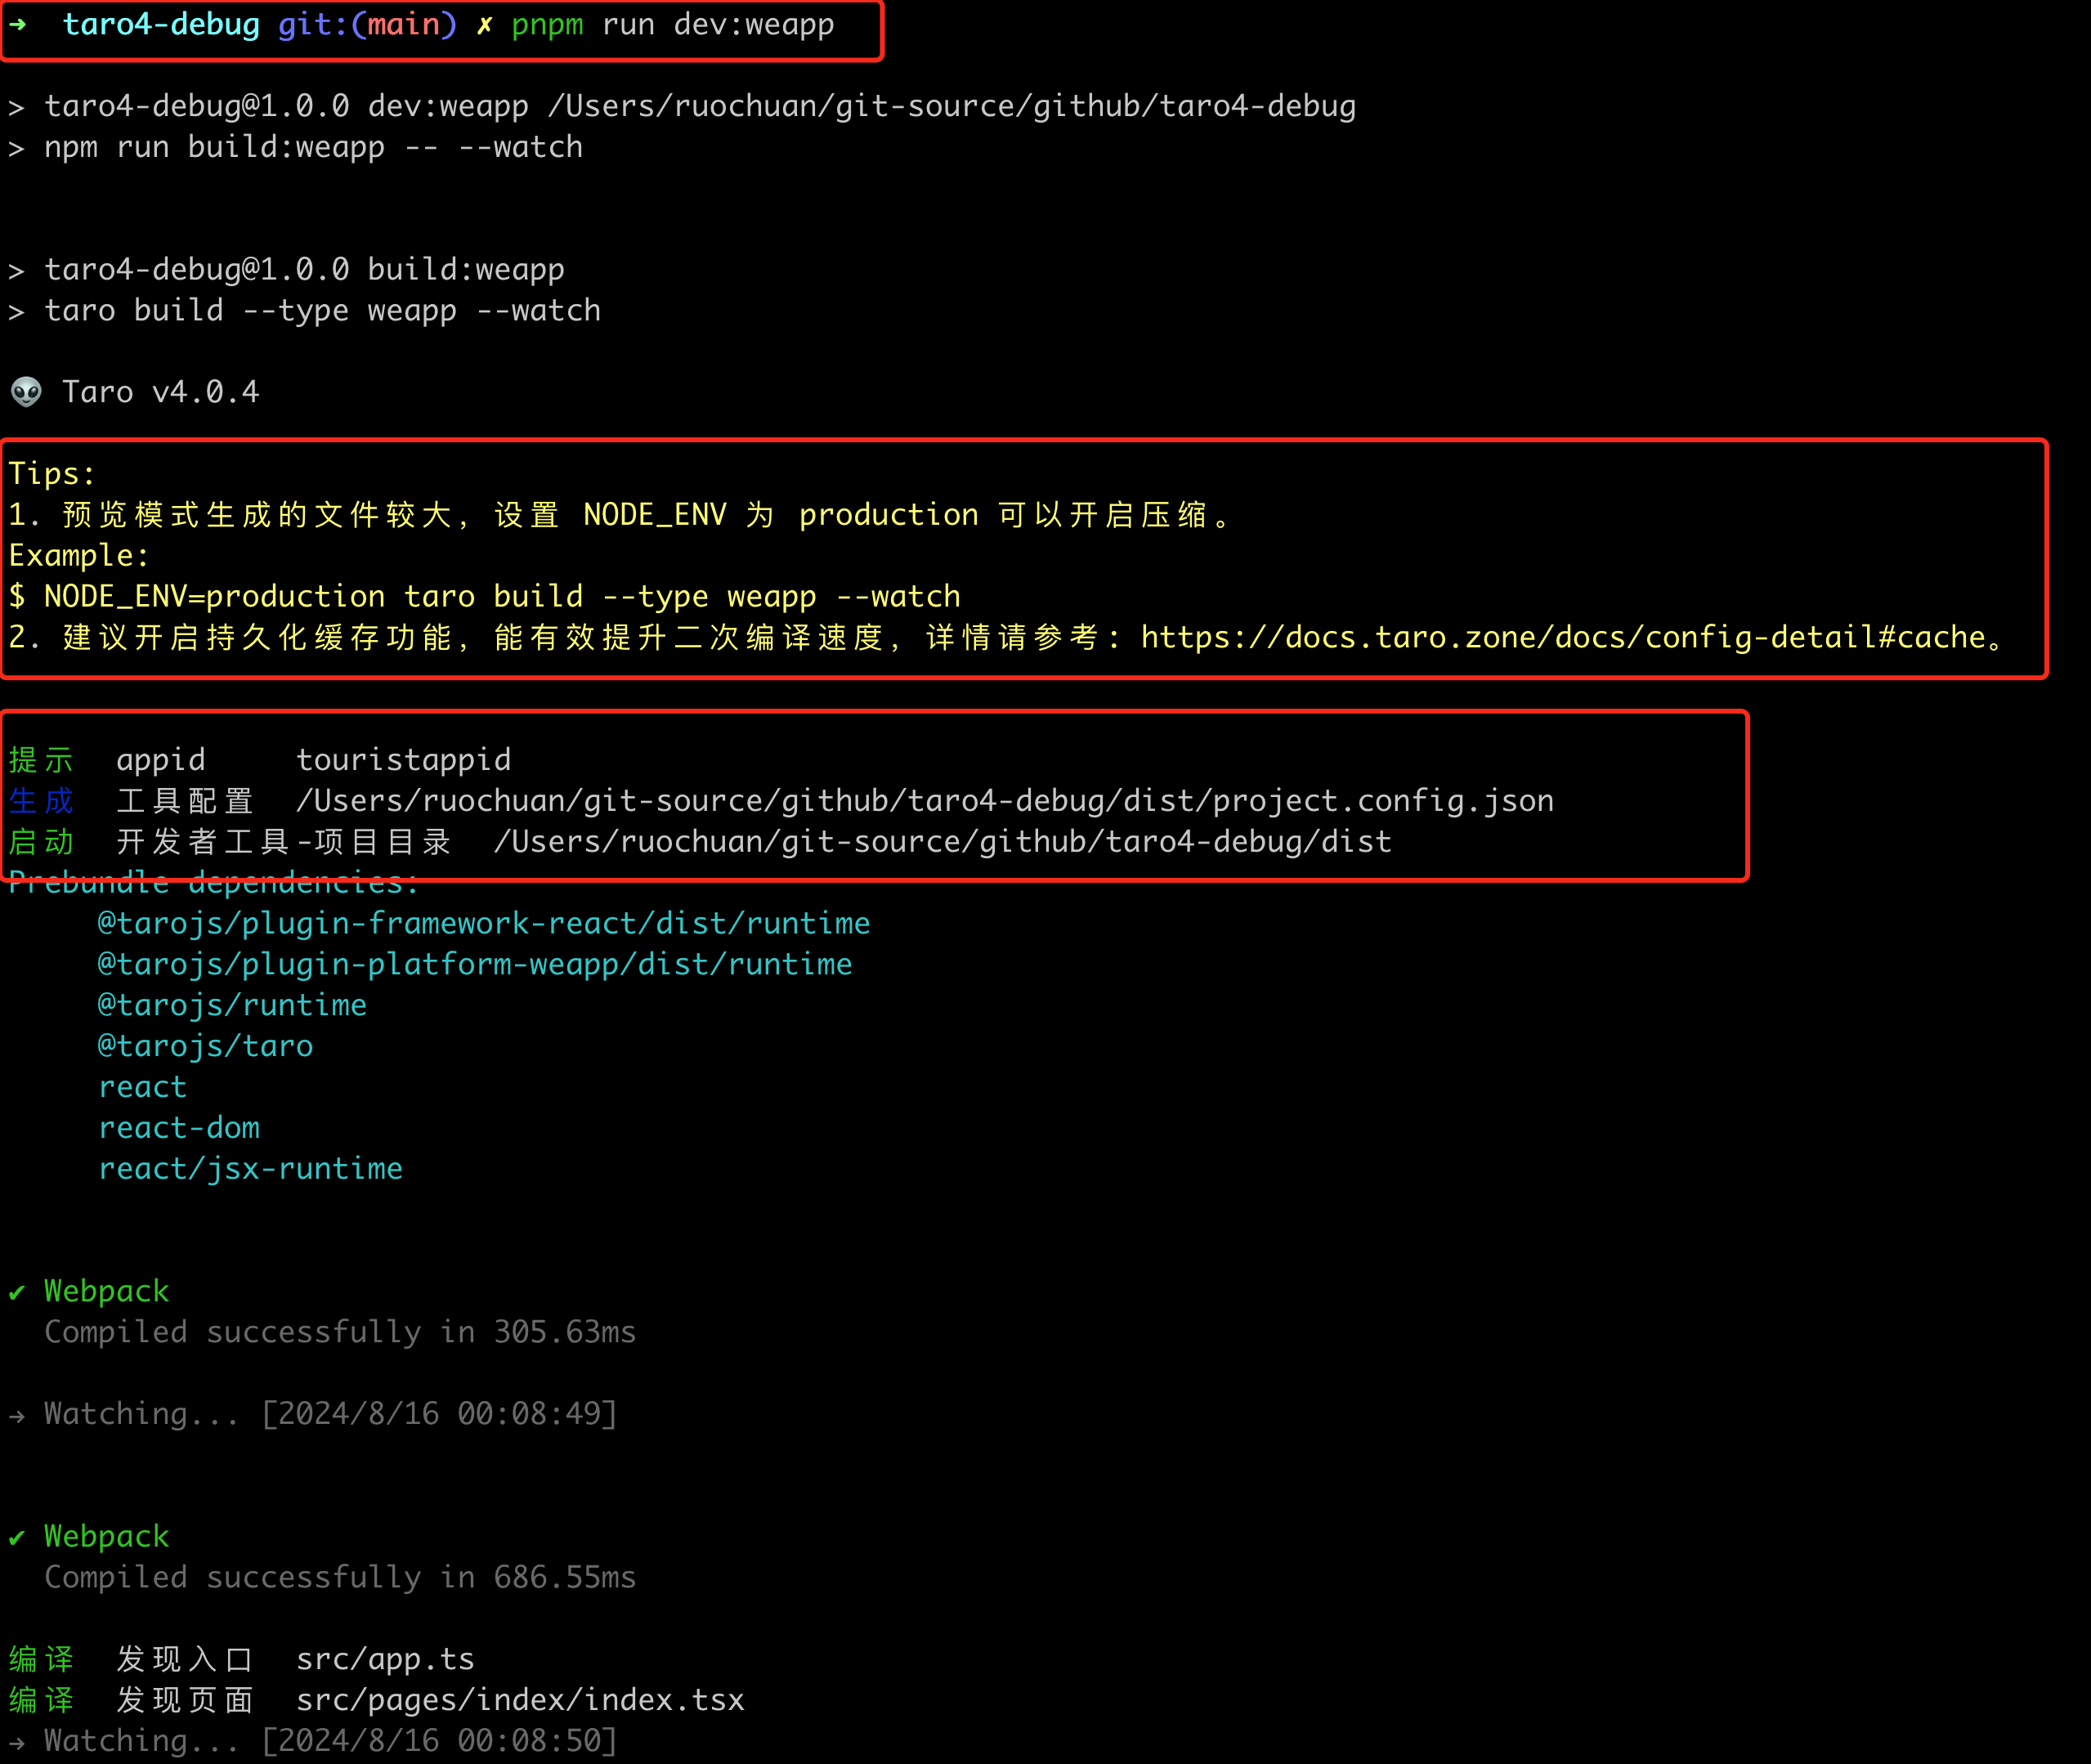 ➜  taro4-debug git:(main) ✗ pnpm run dev:weapp
> taro4-debug@1.0.0 dev:weapp /Users/ruochuan/git-source/github/taro4-debug
> npm run build:weapp -- --watch
> taro4-debug@1.0.0 build:weapp
> taro build --type weapp --watch
👽 Taro v4.0.4
Tips:
1. 预览模式生成的文件较大，设置 NODE_ENV 为 production 可以开启压缩。
Example:
$ NODE_ENV=production taro build --type weapp --watch
2. 建议开启持久化缓存功能，能有效提升二次编译速度，详情请参考: https://docs.taro.zone/docs/config-detail#cache。
提示  appid     touristappid
生成  工具配置  /Users/ruochuan/git-source/github/taro4-debug/dist/project.config.json
启动  开发者工具-项目目录  /Users/ruochuan/git-source/github/taro4-debug/dist
Prebundle dependencies:
     @tarojs/plugin-framework-react/dist/runtime
     @tarojs/plugin-platform-weapp/dist/runtime
     @tarojs/runtime
     @tarojs/taro
     react
     react-dom
     react/jsx-runtime
✔ Webpack
  Compiled successfully in 305.63ms
→ Watching... [2024/8/16 00:08:49]
✔ Webpack
  Compiled successfully in 686.55ms
编译  发现入口  src/app.ts
编译  发现页面  src/pages/index/index.tsx
→ Watching... [2024/8/16 00:08:50]